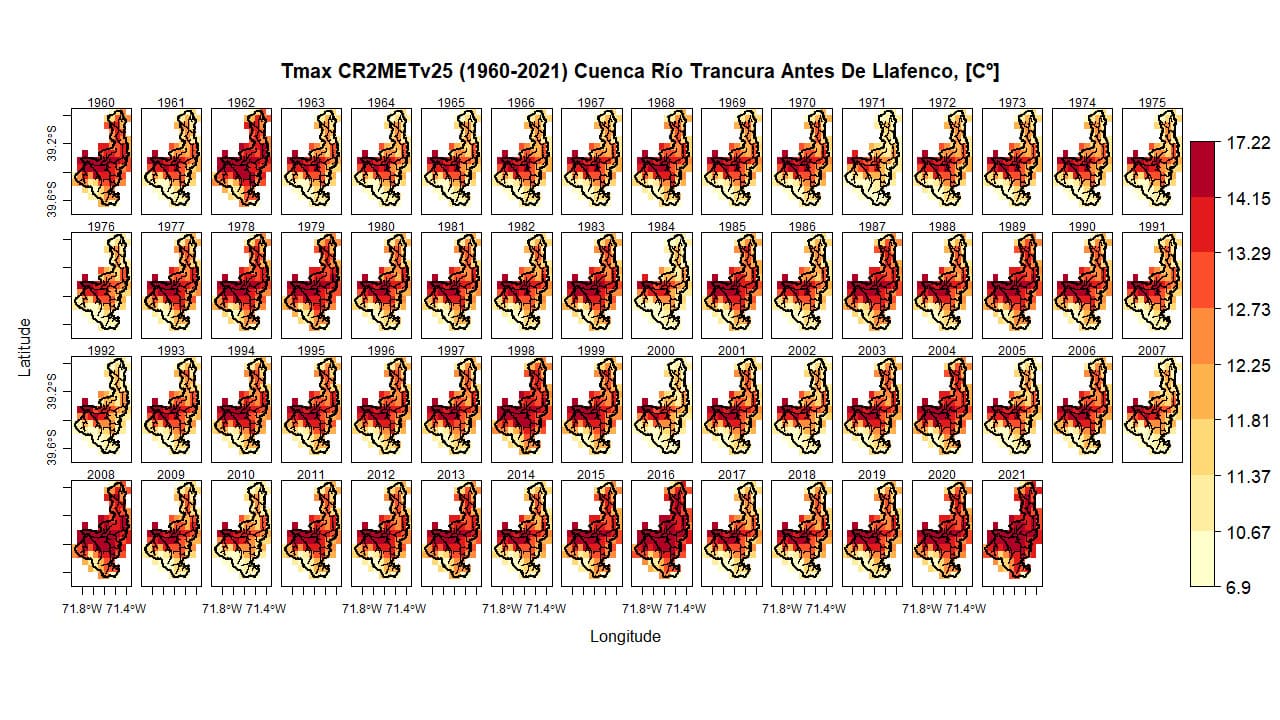 Tmax CR2METv25 (1960-2021) Cuenca Río Trancura Antes De Llafenco, [Cº]
1960 1961 1962 1963 1964 1965 1966 1967 1968 1969 1970 1971 1972 1973 1974 1975
39.2°S
39.6°S
17.22
14.15
13.29
12.73
12.25
11.81
11.37
10.67
6.9
1976 1977 1978 1979 1980 1981 1982 1983 1984 1985 1986 1987 1988 1989 1990 1991
Latitude
1992 1993 1994 1995 1996 1997 1998 1999 2000 2001 2002 2003 2004 2005 2006 2007
39.2°S
39.6°S
2008 2009 2010 2011 2012 2013 2014 2015 2016 2017 2018 2019 2020 2021
71.8°W 71.4°W 71.8°W 71.4°W 71.8°W 71.4°W 71.8°W 71.4°W 71.8°W 71.4°W 71.8°W 71.4°W 71.8°W 71.4°W
Longitude